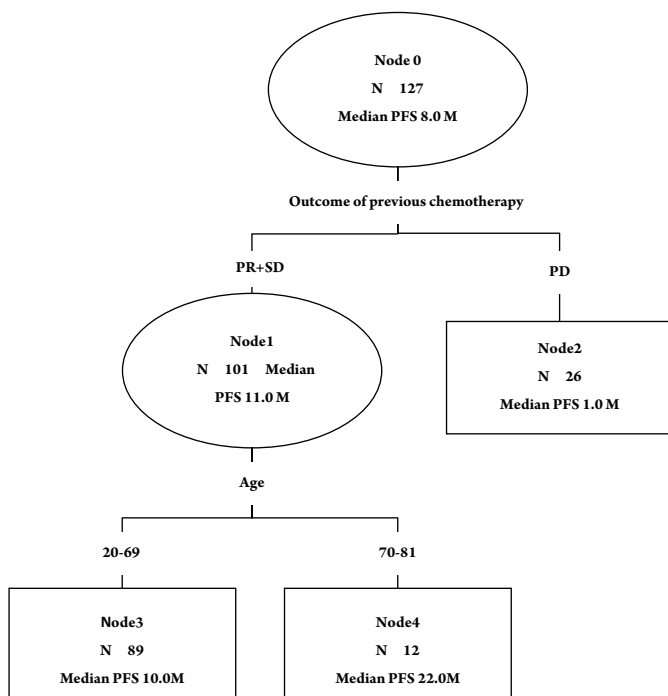 Node 0
N 127
Median PFS 8.0 M
Outcome of previous chemotherapy
PR+SD
PD
Node1
N 101 Median
PFS 11.0 M
Node2
N 26
Median PFS 1.0 M
Age
20-69
70-81
Node3
N 89
Median PFS 10.0M
Node4
N 12
Median PFS 22.0M